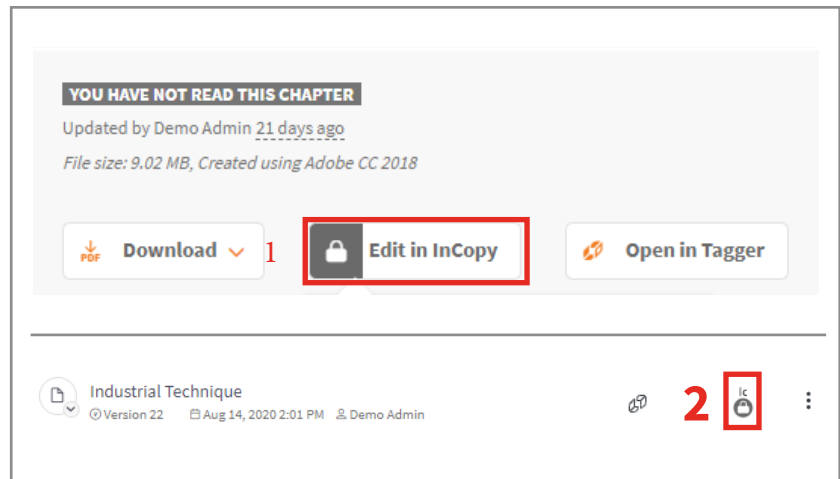 YOU HAVE NOT READ THIS CHAPTER
Updated by Demo Admin 21 days ago
File size: 9.02 MB, Created using Adobe CC 2018
PDF Download 1 Edit in InCopy Open in Tagger
Industrial Technique
Version 22 Aug 14, 2020 2:01 PM Demo Admin
2 Ic